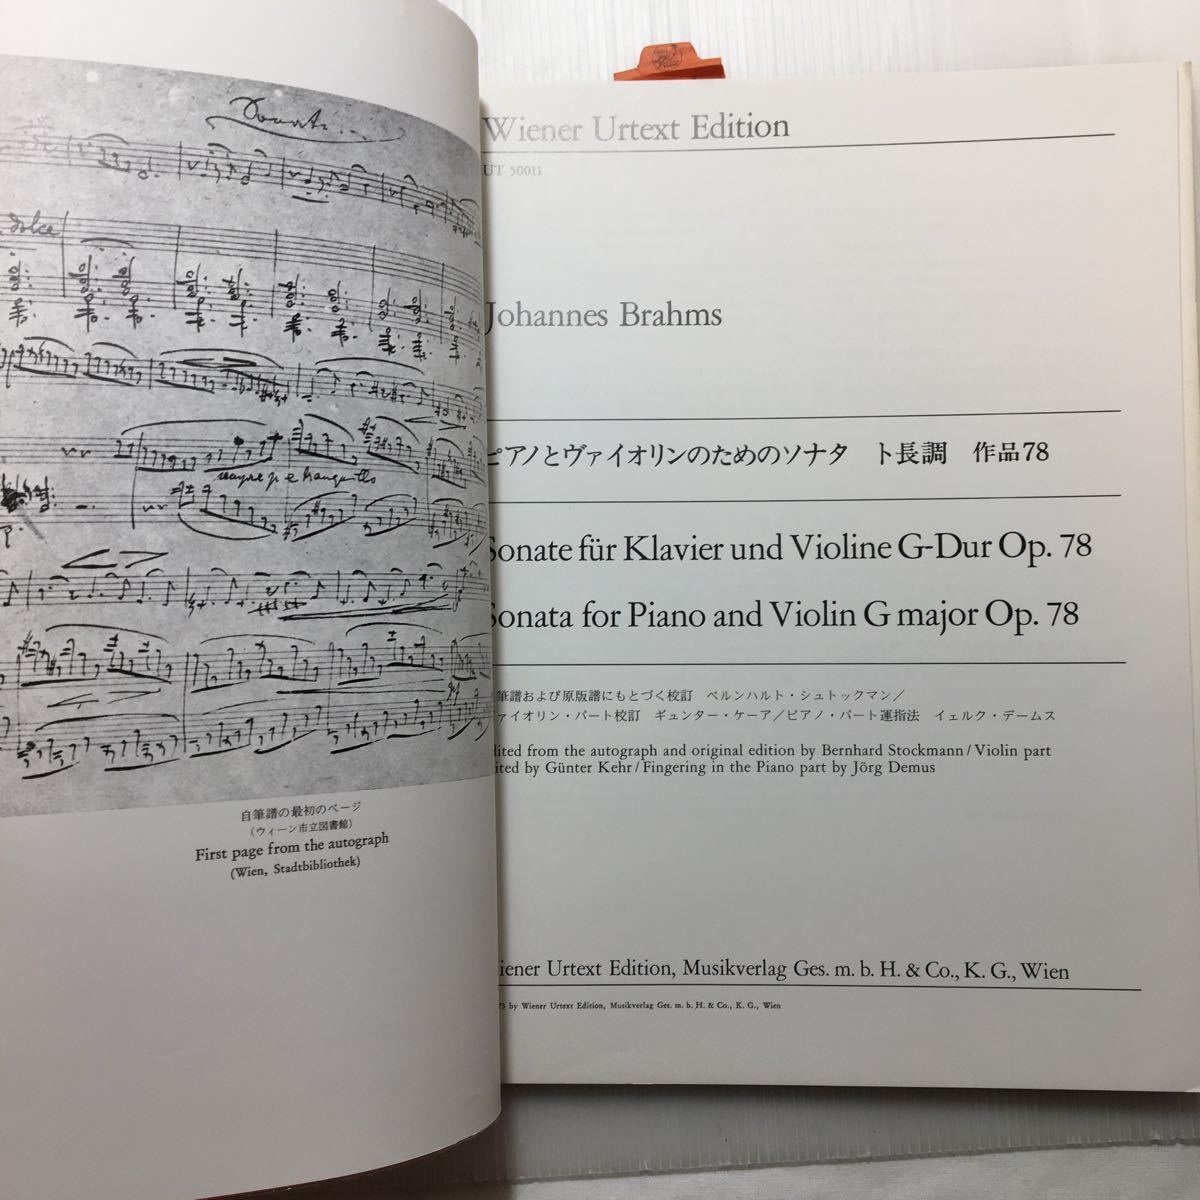 Sonate
dolce
sempre p e tranquillo
p.
自筆譜の最初のページ
(ウィーン市立図書館)
First page from the autograph
(Wien, Stadtbibliothek)
Wiener Urtext Edition
UT 50011
Johannes Brahms
ピアノとヴァイオリンのためのソナタ ト長調 作品78
Sonate für Klavier und Violine G-Dur Op. 78
Sonata for Piano and Violin G major Op. 78
筆譜および原版譜にもとづく校訂 ベルンハルト・シュトックマン/
ァイオリン・パート校訂 ギュンター・ケーア/ピアノ・パート運指法 イェルク・デームス
dited from the autograph and original edition by Bernhard Stockmann/Violin part
ited by Günter Kehr/Fingering in the Piano part by Jörg Demus
iener Urtext Edition, Musikverlag Ges. m. b. H. & Co., K. G., Wien
73 by Wiener Urtext Edition, Musikverlag Ges. m. b. H. & Co., K. G., Wien